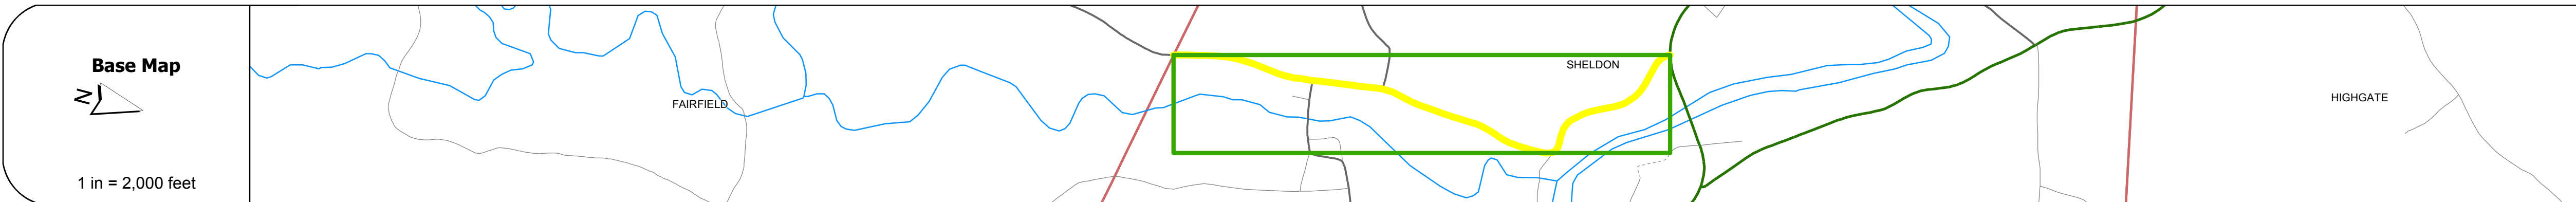 Base Map
N
1 in = 2,000 feet
FAIRFIELD
SHELDON
HIGHGATE